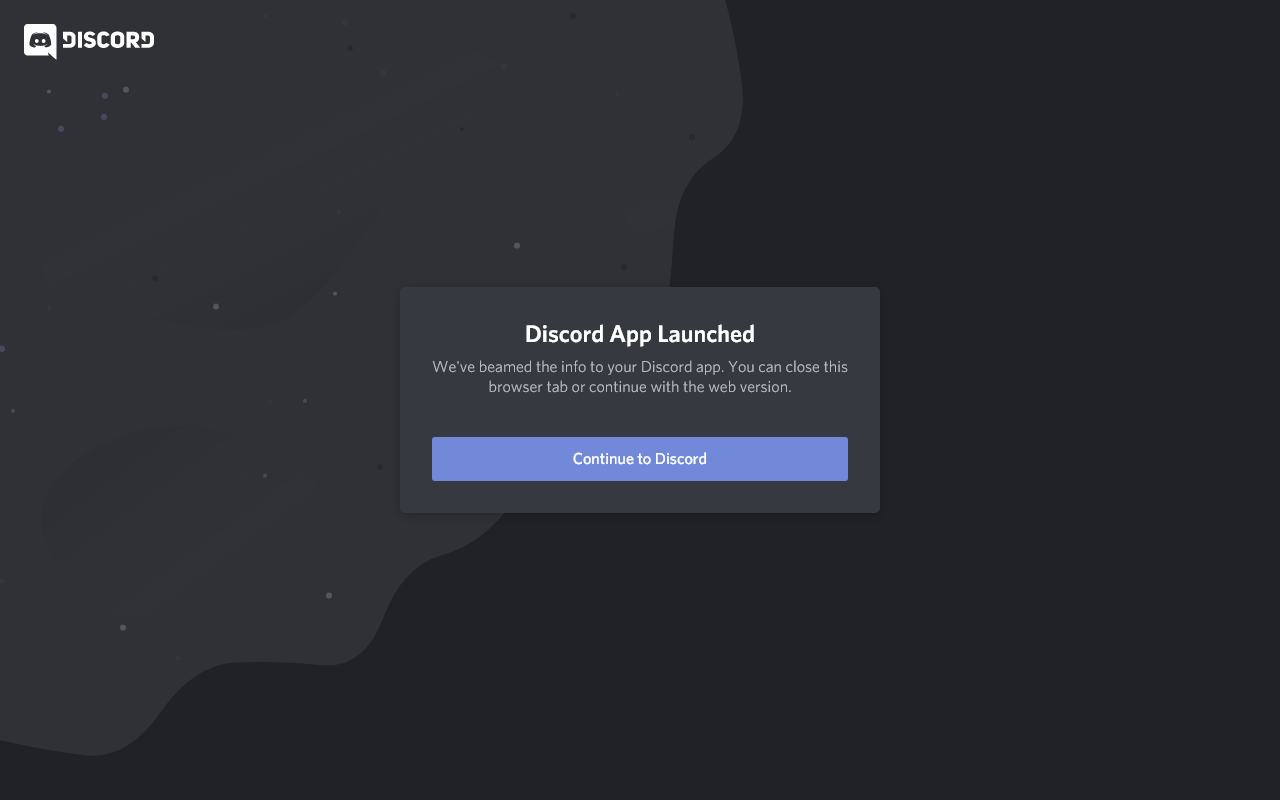 DISCORD
Discord App Launched
We've beamed the info to your Discord app. You can close this
browser tab or continue with the web version.
Continue to Discord